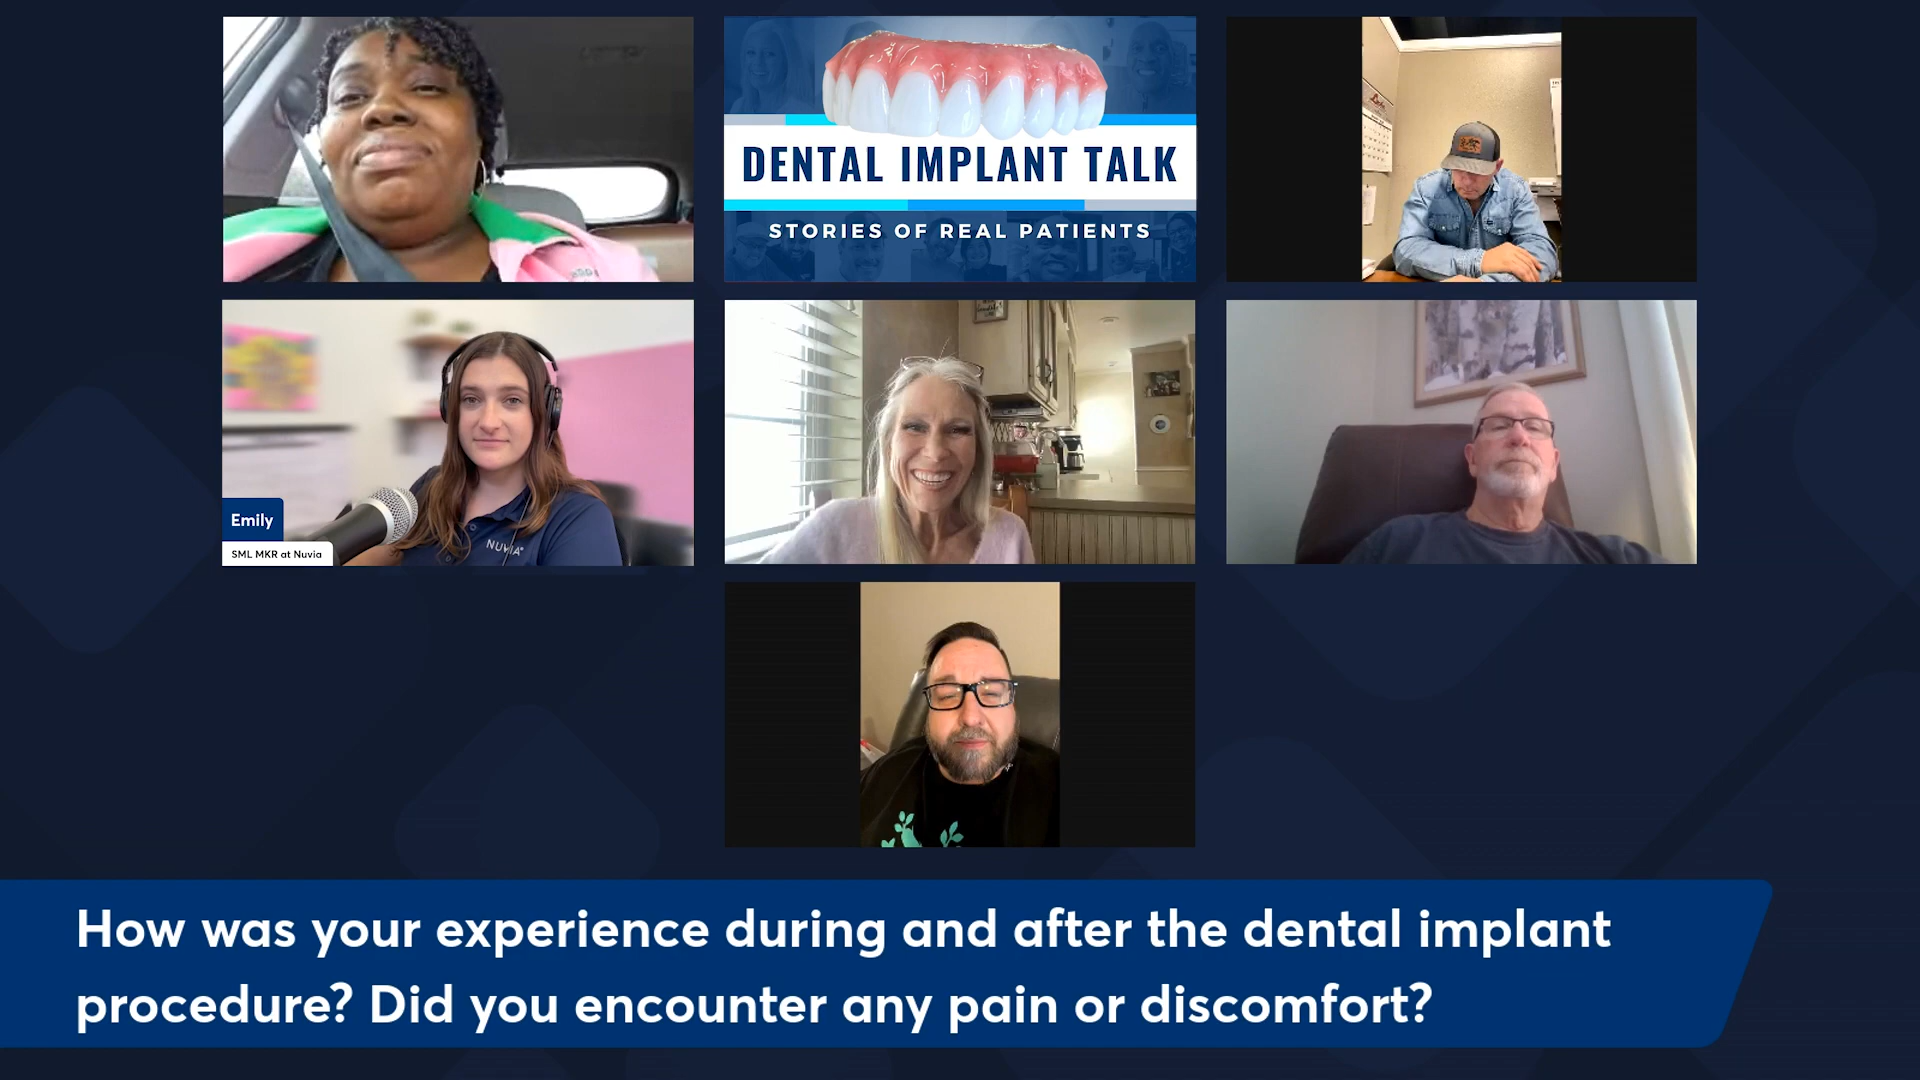 DENTAL IMPLANT TALK
STORIES OF REAL PATIENTS
Emily
SML MKR at Nuvia
NUVIA
How was your experience during and after the dental implant
procedure? Did you encounter any pain or discomfort?